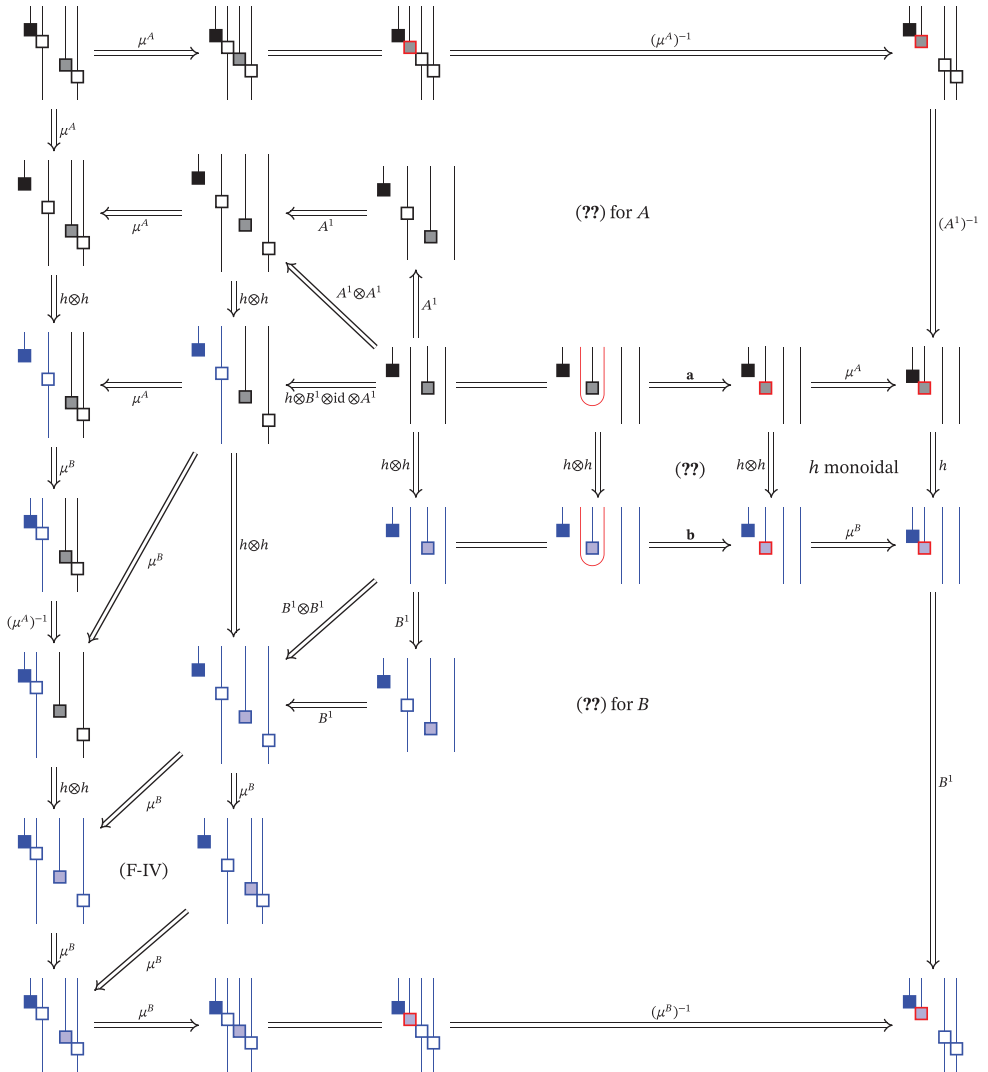 μ^A (μ^A)^{-1}
μ^A
μ^A A^1 (??) for A (A^1)^{-1}
h⊗h h⊗h A^1⊗A^1 A^1
μ^A h⊗B^1⊗id⊗A^1 a μ^A
μ^B h⊗h h⊗h (??) h⊗h h monoidal h
μ^B h⊗h b μ^B
(μ^A)^{-1} B^1⊗B^1 B^1
B^1 (??) for B
h⊗h μ^B μ^B B^1
(F-IV)
μ^B μ^B
μ^B (μ^B)^{-1}